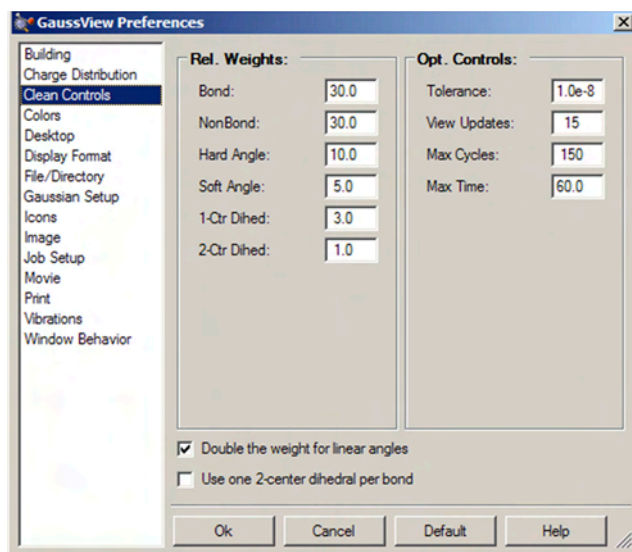 GaussView Preferences
Building
Charge Distribution
Clean Controls
Colors
Desktop
Display Format
File/Directory
Gaussian Setup
Icons
Image
Job Setup
Movie
Print
Vibrations
Window Behavior
Rel. Weights:
Bond: 30.0
NonBond: 30.0
Hard Angle: 10.0
Soft Angle: 5.0
1-Ctr Dihed: 3.0
2-Ctr Dihed: 1.0
Opt. Controls:
Tolerance: 1.0e-8
View Updates: 15
Max Cycles: 150
Max Time: 60.0
Double the weight for linear angles
Use one 2-center dihedral per bond
Ok Cancel Default Help